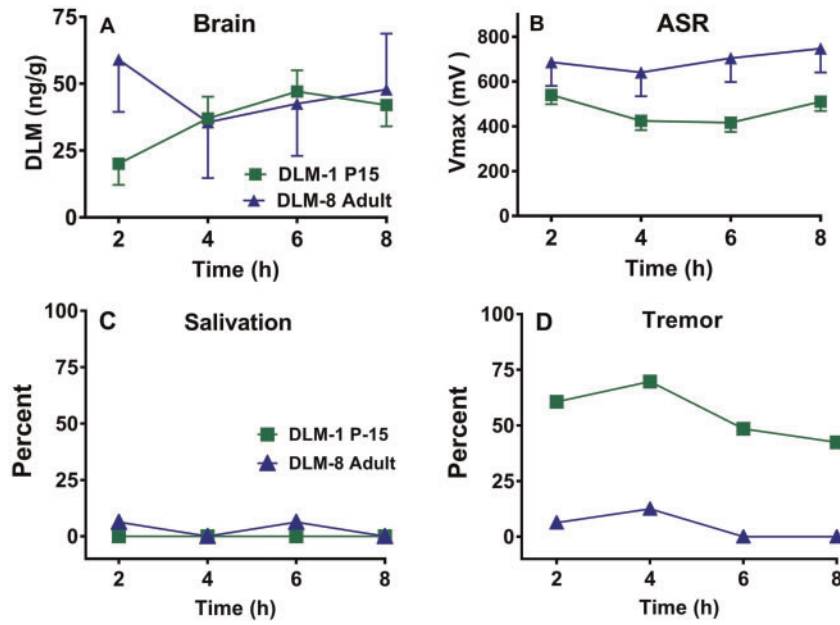 A Brain
DLM (ng/g)
75
50
25
0
2 4 6 8
Time (h)
DLM-1 P15
DLM-8 Adult
B ASR
Vmax (mV)
800
600
400
200
0
2 4 6 8
Time (h)
C Salivation
Percent
100
75
50
25
0
2 4 6 8
Time (h)
DLM-1 P-15
DLM-8 Adult
D Tremor
Percent
100
75
50
25
0
2 4 6 8
Time (h)